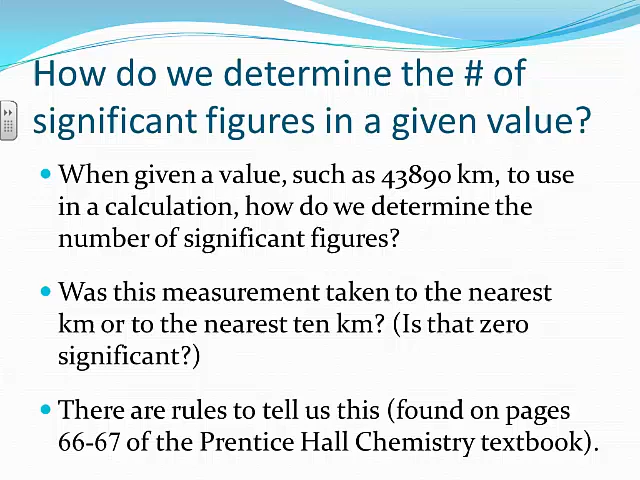 How do we determine the # of
significant figures in a given value?
When given a value, such as 43890 km, to use
in a calculation, how do we determine the
number of significant figures?
Was this measurement taken to the nearest
km or to the nearest ten km? (Is that zero
significant?)
There are rules to tell us this (found on pages
66-67 of the Prentice Hall Chemistry textbook).